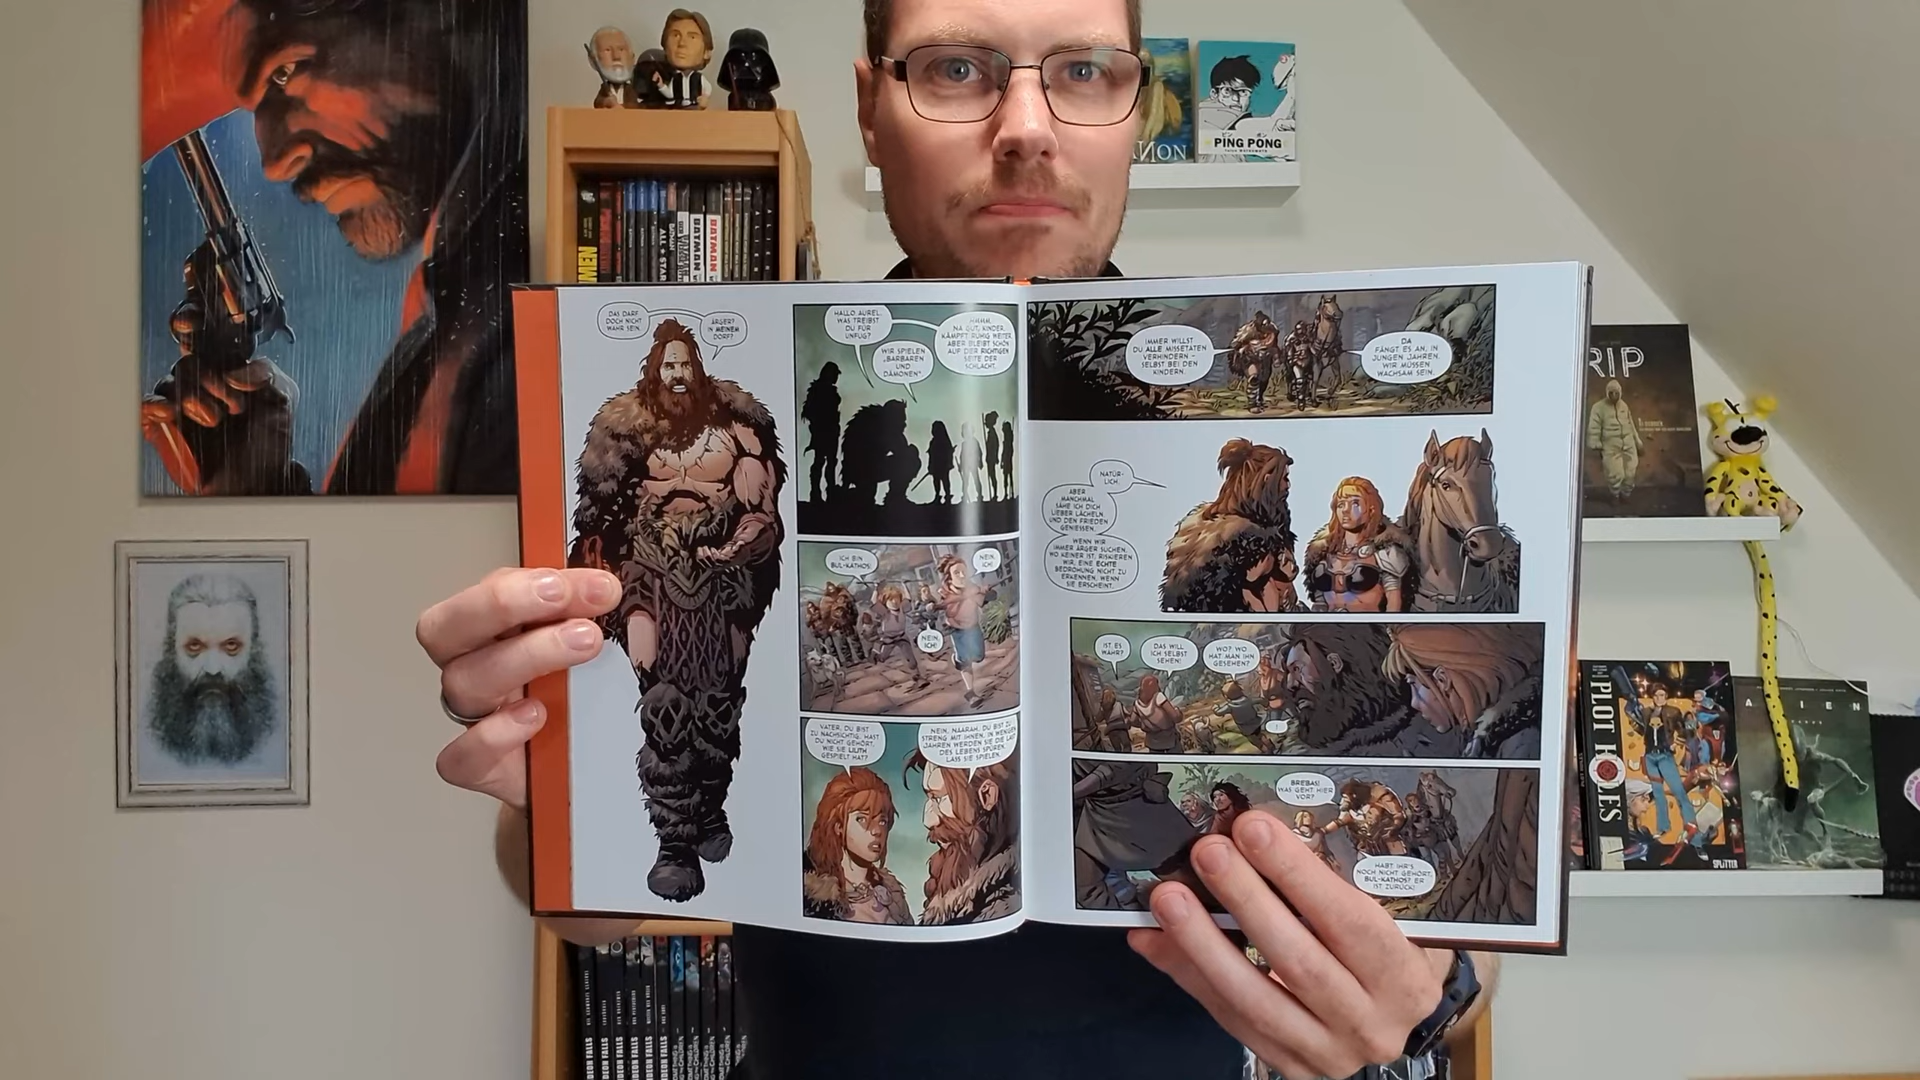 DAS DARF
DOCH NICHT
WAHR SEIN.
ÄRGER?
IN MEINEM
DORF?
HALLO AUREL.
WAS TREIBST
DU FÜR
UNFUG?
WIR SPIELEN
„BARBAREN
UND
DÄMONEN“.
HHHH.
NA GUT, KINDER.
KÄMPFT RUHIG WEITER,
ABER BLEIBT SCHÖN
AUF DER RICHTIGEN
SEITE DER
SCHLACHT.
ICH BIN
BUL-KATHOS!
NEIN,
ICH!
NEIN,
ICH!
VATER, DU BIST
ZU NACHSICHTIG. HAST
DU NICHT GEHÖRT,
WIE SIE LILITH
GESPIELT HAT?
NEIN, NAARAH. DU BIST ZU
STRENG MIT IHNEN. IN WENIGEN
JAHREN WERDEN SIE DIE LAST
DES LEBENS SPÜREN.
LASS SIE SPIELEN.
IMMER WILLST
DU ALLE MISSETATEN
VERHINDERN –
SELBST BEI DEN
KINDERN.
DA
FÄNGT ES AN, IN
JUNGEN JAHREN.
WIR MÜSSEN
WACHSAM SEIN.
NATÜR-
LICH.
ABER
MANCHMAL
SÄHE ICH DICH
LIEBER LÄCHELN
UND DEN FRIEDEN
GENIESSEN.
WENN WIR
IMMER ÄRGER SUCHEN,
WO KEINER IST, RISKIEREN
WIR, EINE ECHTE
BEDROHUNG NICHT ZU
ERKENNEN, WENN
SIE ERSCHEINT.
IST ES
WAHR?
DAS WILL
ICH SELBST
SEHEN!
WO? WO
HAT MAN IHN
GESEHEN?
!
BREBAS!
WAS GEHT HIER
VOR?
HABT IHR'S
NOCH NICHT GEHÖRT,
BUL-KATHOS? ER
IST ZURÜCK!
PING PONG
RIP
PLOT HOLES
SPLITTER
ALIEN
BATMAN
BATMAN
ALL STAR